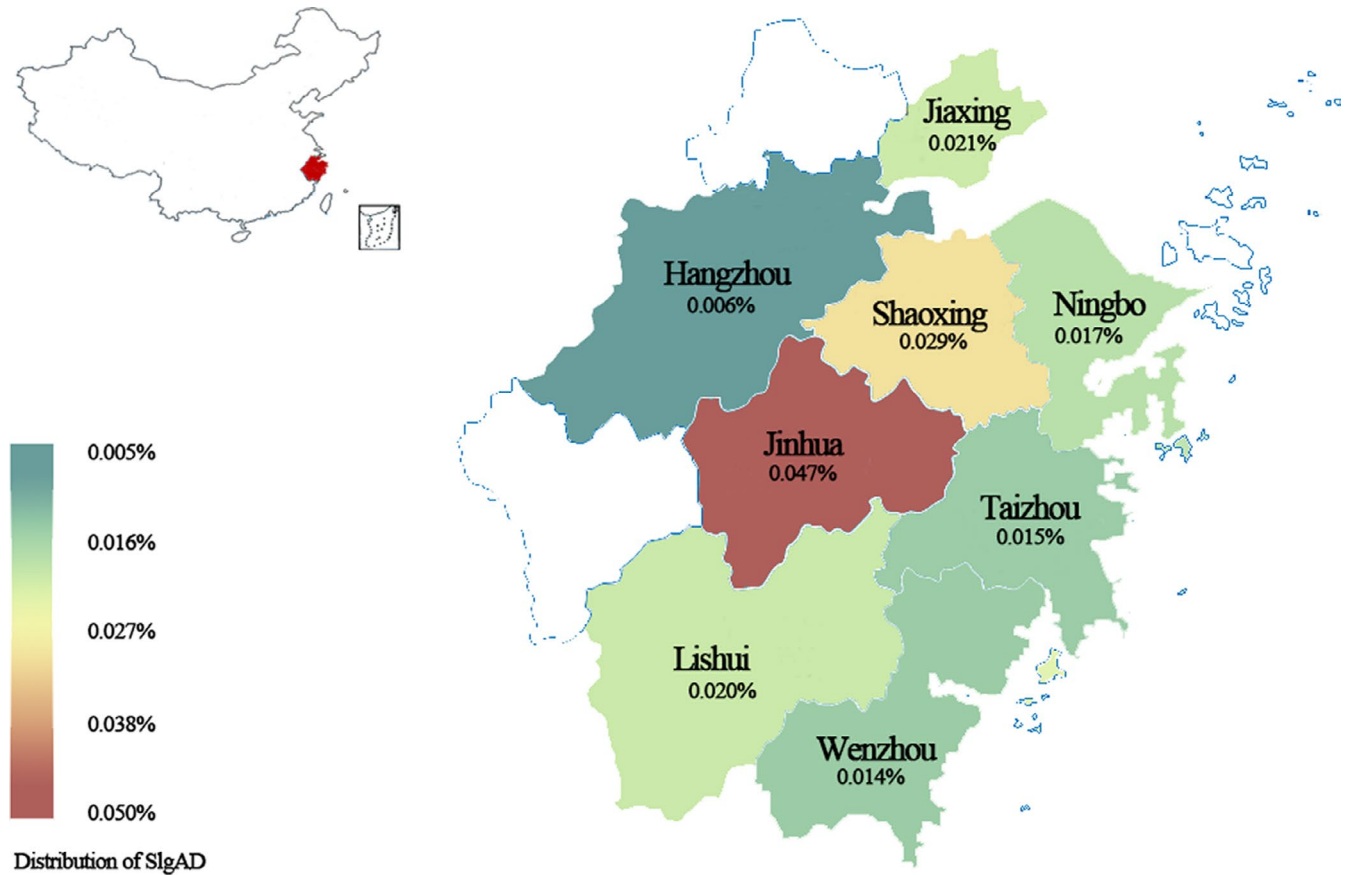 Jiaxing
0.021%
Hangzhou
0.006%
Shaoxing
0.029%
Ningbo
0.017%
Jinhua
0.047%
Taizhou
0.015%
Lishui
0.020%
Wenzhou
0.014%
0.005%
0.016%
0.027%
0.038%
0.050%
Distribution of SlgAD